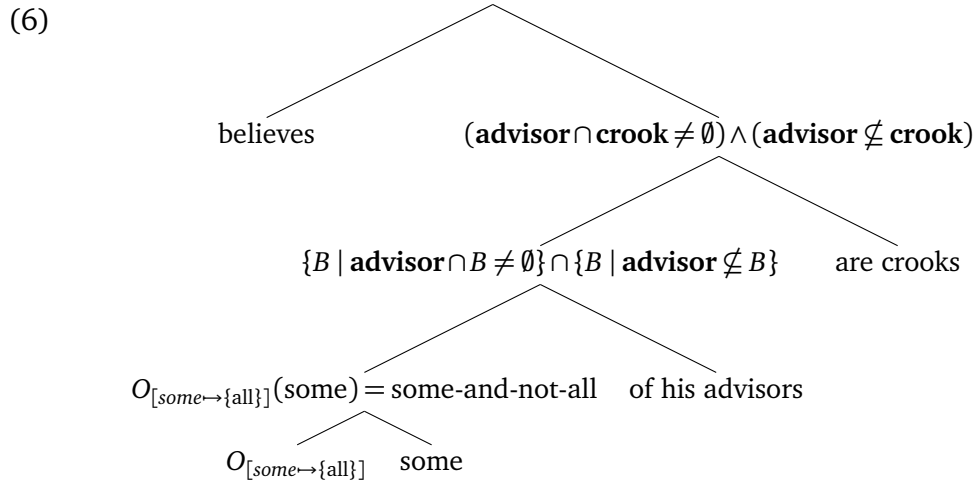 (6)
believes (advisor ∩ crook ≠ ∅) ∧ (advisor ⊈ crook)
{B | advisor ∩ B ≠ ∅} ∩ {B | advisor ⊈ B} are crooks
O[some↦{all}](some) = some-and-not-all of his advisors
O[some↦{all}] some